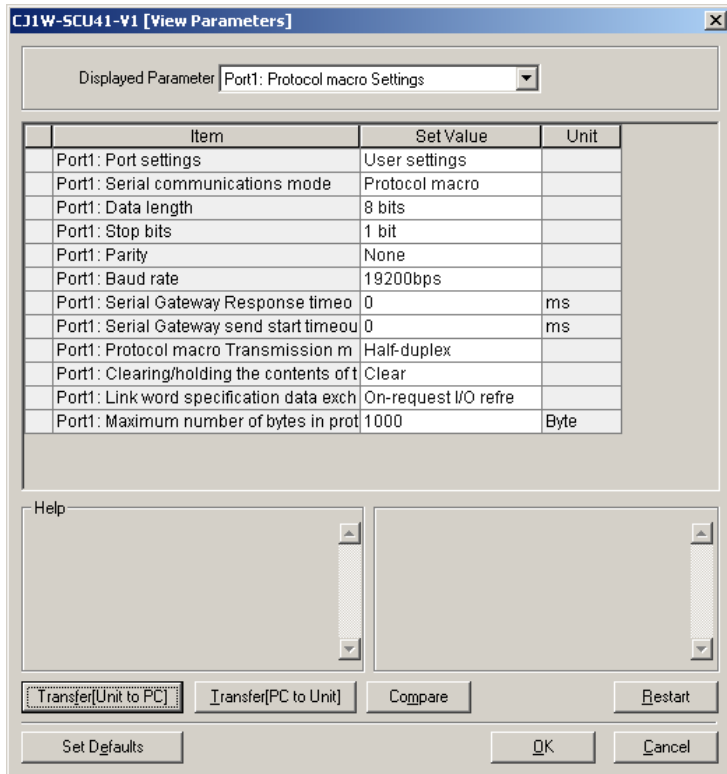 CJ1W-SCU41-V1 [View Parameters]
Displayed Parameter Port1: Protocol macro Settings
Item Set Value Unit
Port1: Port settings User settings
Port1: Serial communications mode Protocol macro
Port1: Data length 8 bits
Port1: Stop bits 1 bit
Port1: Parity None
Port1: Baud rate 19200bps
Port1: Serial Gateway Response timeo 0 ms
Port1: Serial Gateway send start timeou 0 ms
Port1: Protocol macro Transmission m Half-duplex
Port1: Clearing/holding the contents of t Clear
Port1: Link word specification data exch On-request I/O refre
Port1: Maximum number of bytes in prot 1000 Byte
Help
Transfer[Unit to PC] Transfer[PC to Unit] Compare Restart
Set Defaults OK Cancel